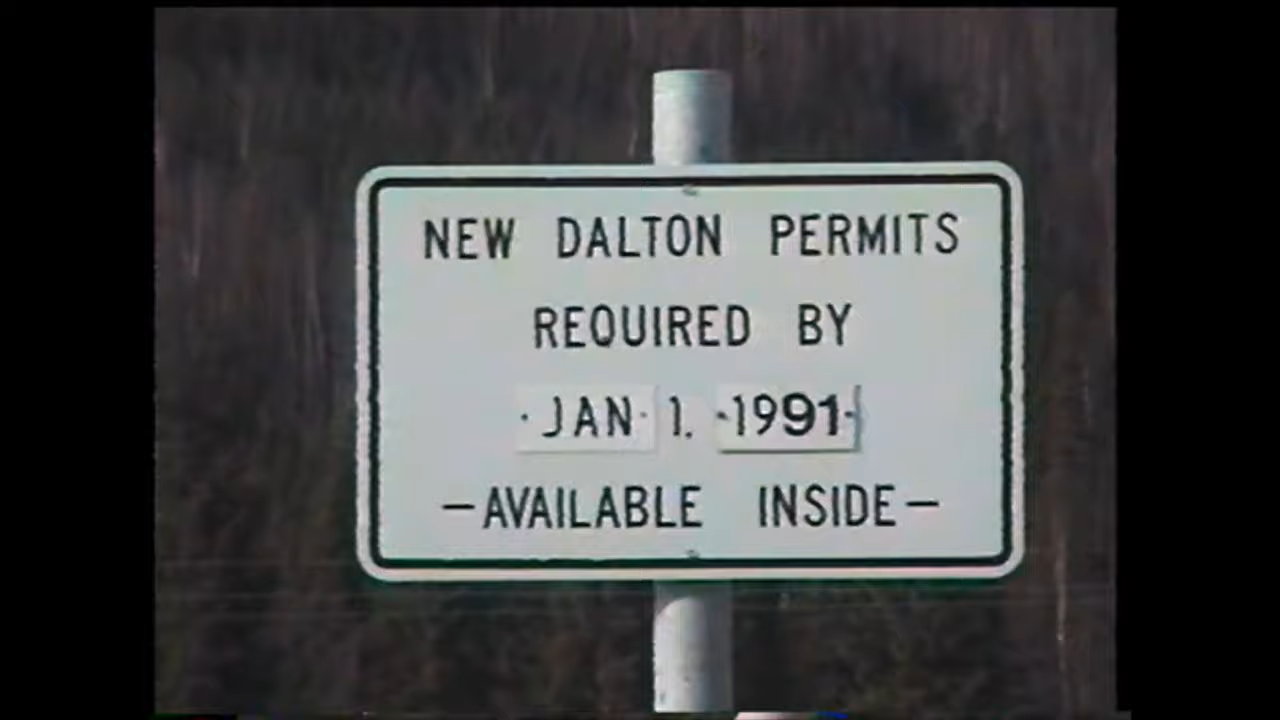 NEW DALTON PERMITS
REQUIRED BY
JAN 1. 1991
-AVAILABLE INSIDE-